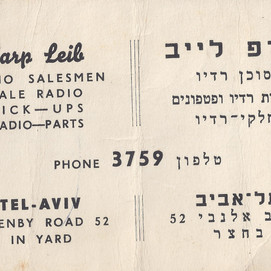 arp Leib
IO SALESMEN
ALE RADIO
ICK—UPS
ADIO—PARTS
פ לייב
סוכן רדיו
ת רדיו ופטפונים
חלקי-רדיו
PHONE 3759 טלפון
TEL-AVIV
ENBY ROAD 52
IN YARD
ל-אביב
ב אלנבי 52
בחצר